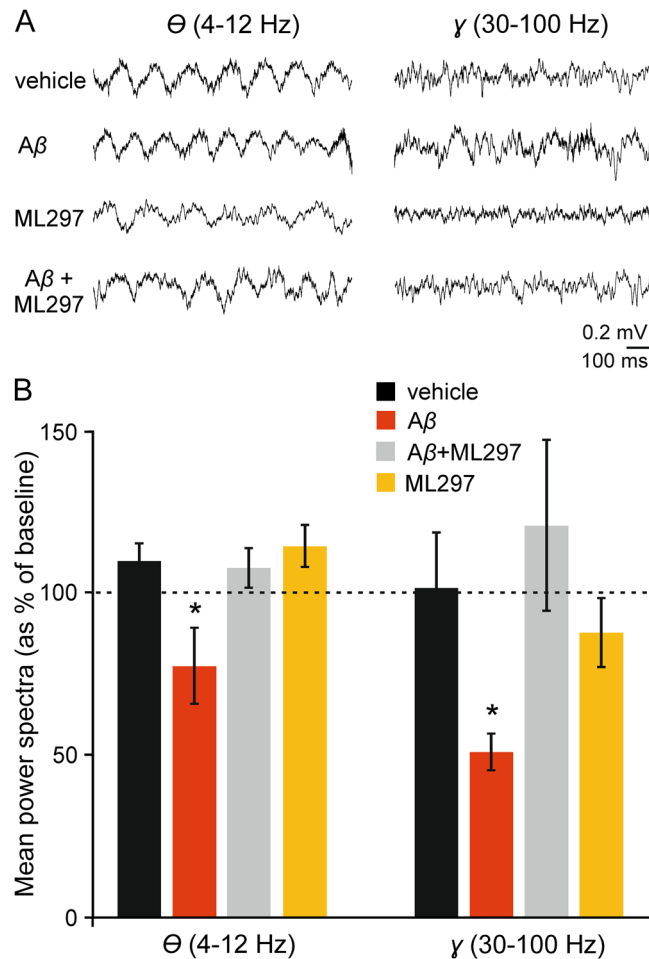 A
ϴ (4-12 Hz)
γ (30-100 Hz)
vehicle
Aβ
ML297
Aβ +
ML297
0.2 mV
100 ms
B
vehicle
Aβ
Aβ+ML297
ML297
Mean power spectra (as % of baseline)
150
100
50
0
*
*
ϴ (4-12 Hz)
γ (30-100 Hz)